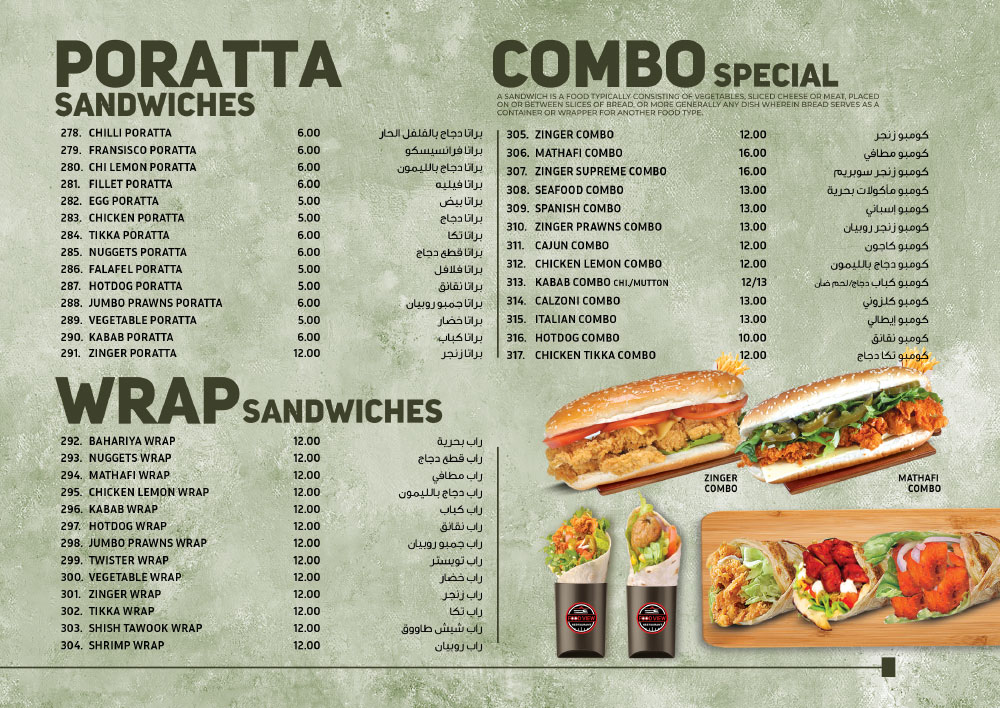 PORATTA
SANDWICHES
278. CHILLI PORATTA 6.00 براتا دجاج بالفلفل الحار
279. FRANSISCO PORATTA 6.00 براتا فرانسيسكو
280. CHI LEMON PORATTA 6.00 براتا دجاج بالليمون
281. FILLET PORATTA 6.00 براتا فيليه
282. EGG PORATTA 5.00 براتا بيض
283. CHICKEN PORATTA 5.00 براتا دجاج
284. TIKKA PORATTA 6.00 براتا تكا
285. NUGGETS PORATTA 6.00 براتا قطع دجاج
286. FALAFEL PORATTA 5.00 براتا فلافل
287. HOTDOG PORATTA 5.00 براتا نقانق
288. JUMBO PRAWNS PORATTA 6.00 براتا جمبو روبيان
289. VEGETABLE PORATTA 5.00 براتا خضار
290. KABAB PORATTA 6.00 براتا كباب
291. ZINGER PORATTA 12.00 براتا زنجر
WRAP SANDWICHES
292. BAHARIYA WRAP 12.00 راب بحرية
293. NUGGETS WRAP 12.00 راب قطع دجاج
294. MATHAFI WRAP 12.00 راب مطافي
295. CHICKEN LEMON WRAP 12.00 راب دجاج بالليمون
296. KABAB WRAP 12.00 راب كباب
297. HOTDOG WRAP 12.00 راب نقانق
298. JUMBO PRAWNS WRAP 12.00 راب جمبو روبيان
299. TWISTER WRAP 12.00 راب تويستر
300. VEGETABLE WRAP 12.00 راب خضار
301. ZINGER WRAP 12.00 راب زنجر
302. TIKKA WRAP 12.00 راب تكا
303. SHISH TAWOOK WRAP 12.00 راب شيش طاووق
304. SHRIMP WRAP 12.00 راب روبيان
COMBO SPECIAL
A SANDWICH IS A FOOD TYPICALLY CONSISTING OF VEGETABLES, SLICED CHEESE OR MEAT, PLACED
ON OR BETWEEN SLICES OF BREAD, OR MORE GENERALLY ANY DISH WHEREIN BREAD SERVES AS A
CONTAINER OR WRAPPER FOR ANOTHER FOOD TYPE.
305. ZINGER COMBO 12.00 كومبو زنجر
306. MATHAFI COMBO 16.00 كومبو مطافي
307. ZINGER SUPREME COMBO 16.00 كومبو زنجر سوبريم
308. SEAFOOD COMBO 13.00 كومبو مأكولات بحرية
309. SPANISH COMBO 13.00 كومبو اسباني
310. ZINGER PRAWNS COMBO 13.00 كومبو زنجر روبيان
311. CAJUN COMBO 12.00 كومبو كاجون
312. CHICKEN LEMON COMBO 12.00 كومبو دجاج بالليمون
313. KABAB COMBO CHI./MUTTON 12/13 كومبو كباب دجاج/لحم ضأن
314. CALZONI COMBO 13.00 كومبو كلزوني
315. ITALIAN COMBO 13.00 كومبو إيطالي
316. HOTDOG COMBO 10.00 كومبو نقانق
317. CHICKEN TIKKA COMBO 12.00 كومبو تكا دجاج
ZINGER
COMBO
MATHAFI
COMBO
FOOD VIEW
RESTAURANT
FOOD VIEW
RESTAURANT